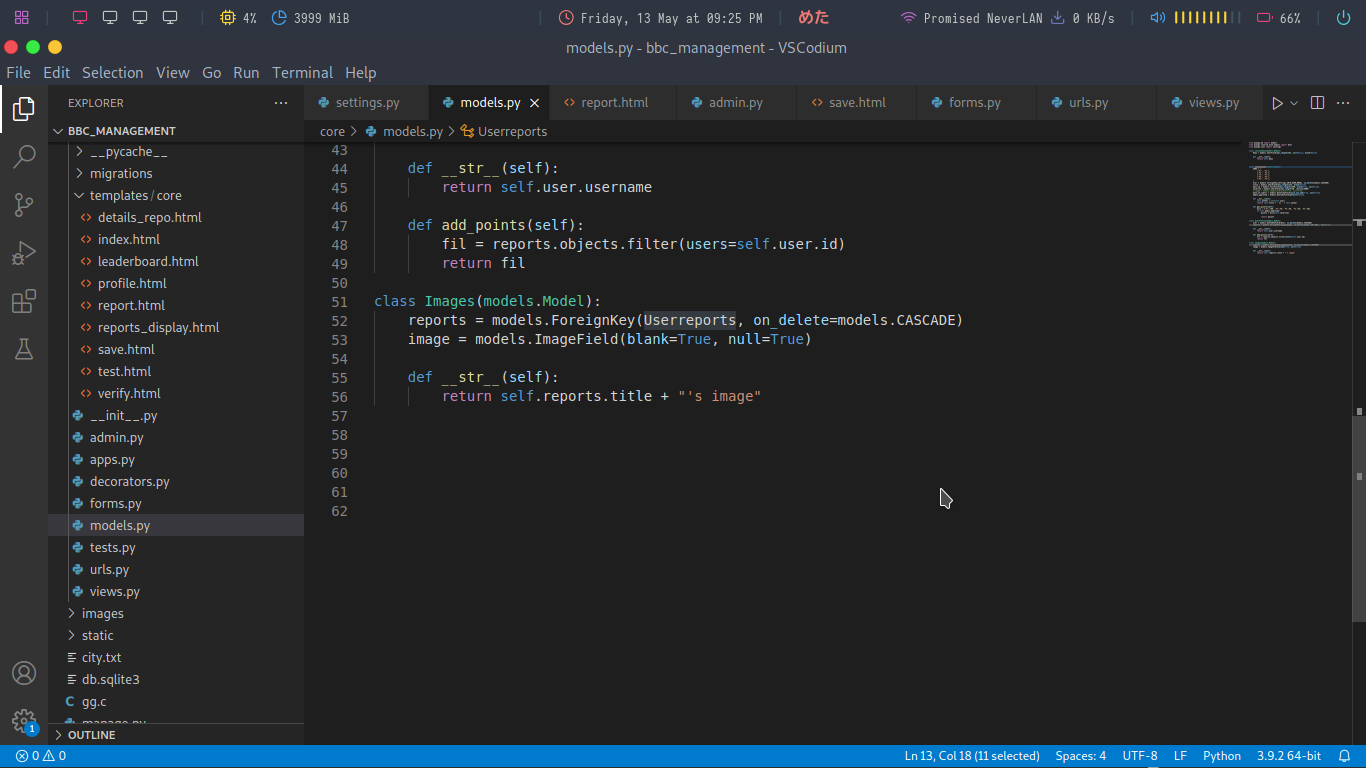 4%
3999 MiB
Friday, 13 May at 09:25 PM
めた
Promised NeverLAN
0 KB/s
66%
models.py - bbc_management - VSCodium
File Edit Selection View Go Run Terminal Help
EXPLORER
settings.py
models.py
report.html
admin.py
save.html
forms.py
urls.py
views.py
BBC_MANAGEMENT
core > models.py > Userreports
__pycache__
migrations
templates / core
details_repo.html
index.html
leaderboard.html
profile.html
report.html
reports_display.html
save.html
test.html
verify.html
__init__.py
admin.py
apps.py
decorators.py
forms.py
models.py
tests.py
urls.py
views.py
images
static
city.txt
db.sqlite3
gg.c
manage.py
OUTLINE
43
44 def __str__(self):
45 return self.user.username
46
47 def add_points(self):
48 fil = reports.objects.filter(users=self.user.id)
49 return fil
50
51 class Images(models.Model):
52 reports = models.ForeignKey(Userreports, on_delete=models.CASCADE)
53 image = models.ImageField(blank=True, null=True)
54
55 def __str__(self):
56 return self.reports.title + "'s image"
57
58
59
60
61
62
1
0 0
Ln 13, Col 18 (11 selected)
Spaces: 4
UTF-8
LF
Python
3.9.2 64-bit